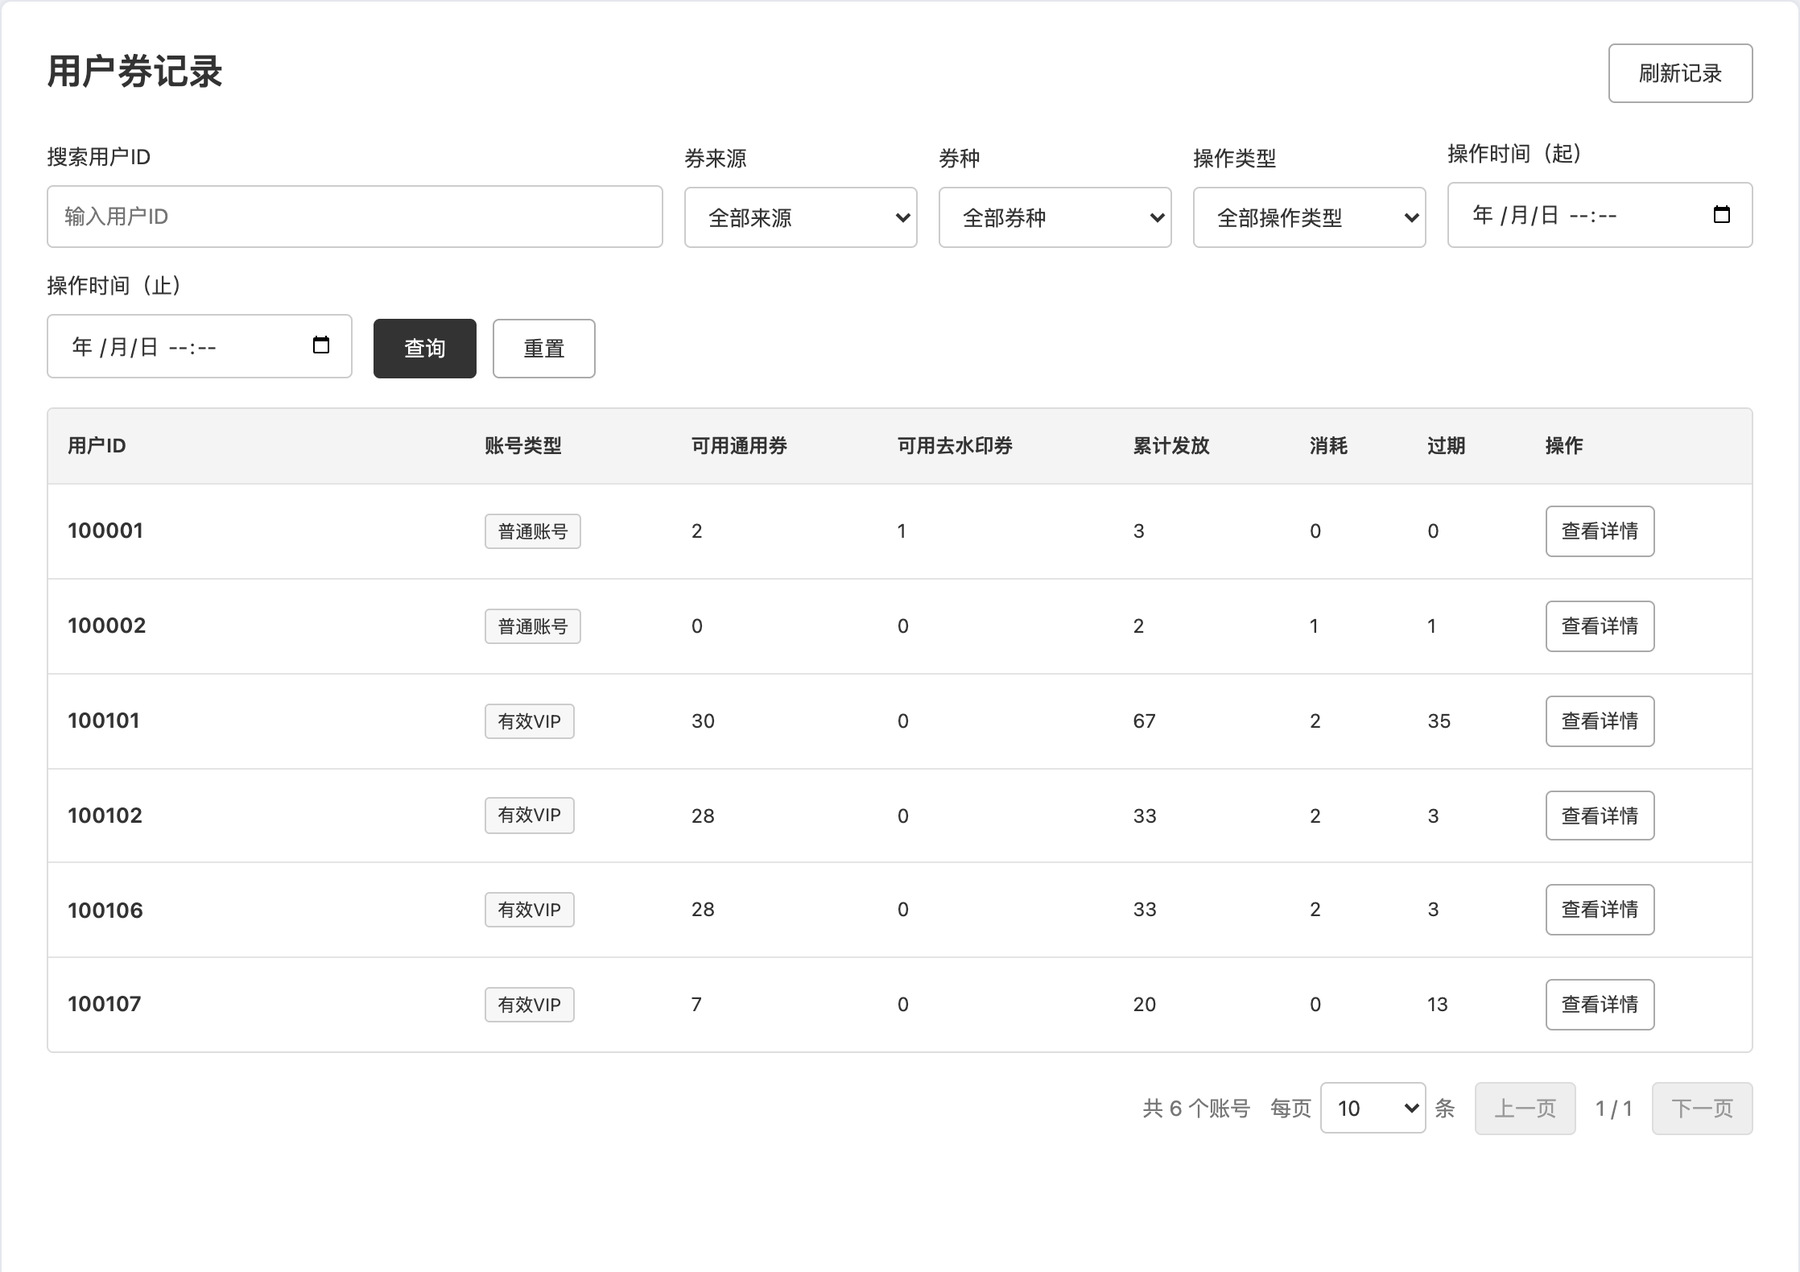 用户券记录
刷新记录
搜索用户ID 券来源 券种 操作类型 操作时间（起）
输入用户ID 全部来源 全部券种 全部操作类型 年 /月/日 --:--
操作时间（止）
年 /月/日 --:-- 查询 重置
用户ID 账号类型 可用通用券 可用去水印券 累计发放 消耗 过期 操作
100001 普通账号 2 1 3 0 0 查看详情
100002 普通账号 0 0 2 1 1 查看详情
100101 有效VIP 30 0 67 2 35 查看详情
100102 有效VIP 28 0 33 2 3 查看详情
100106 有效VIP 28 0 33 2 3 查看详情
100107 有效VIP 7 0 20 0 13 查看详情
共 6 个账号 每页 10 条 上一页 1 / 1 下一页